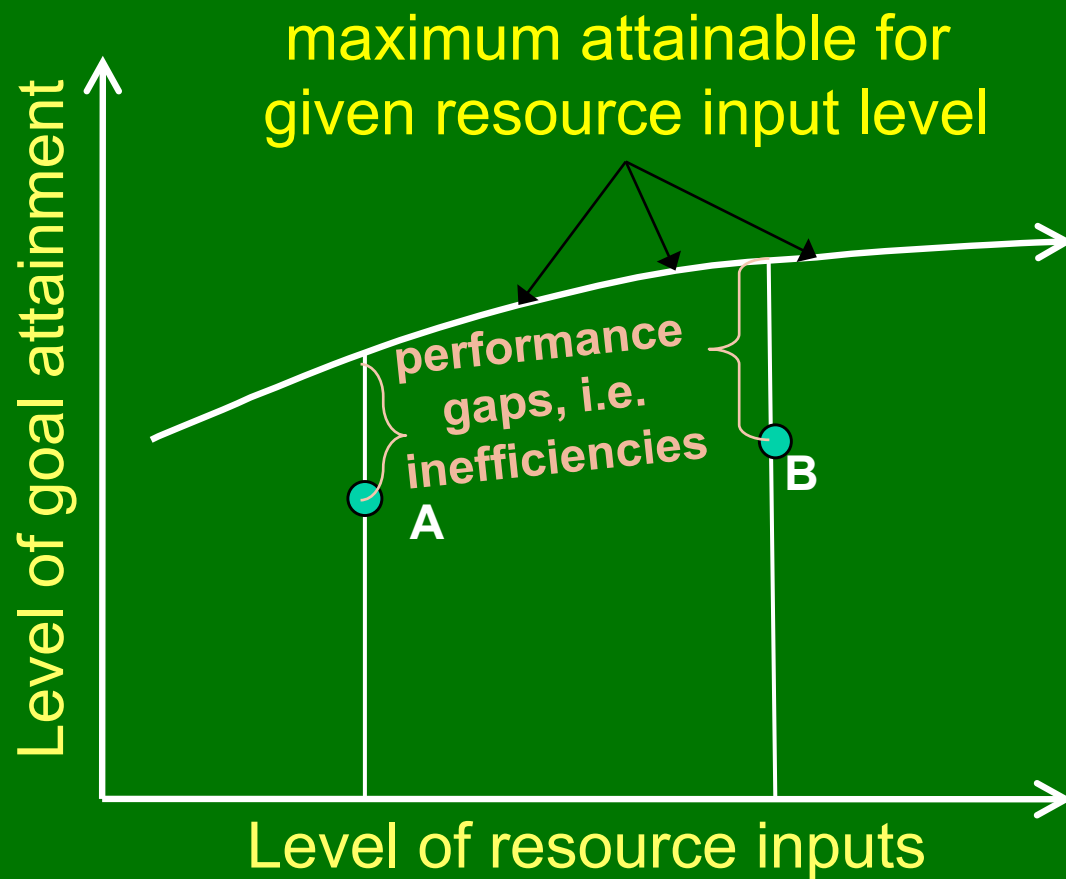 maximum attainable for
given resource input level
Level of goal attainment
performance
gaps, i.e.
inefficiencies
A
B
Level of resource inputs